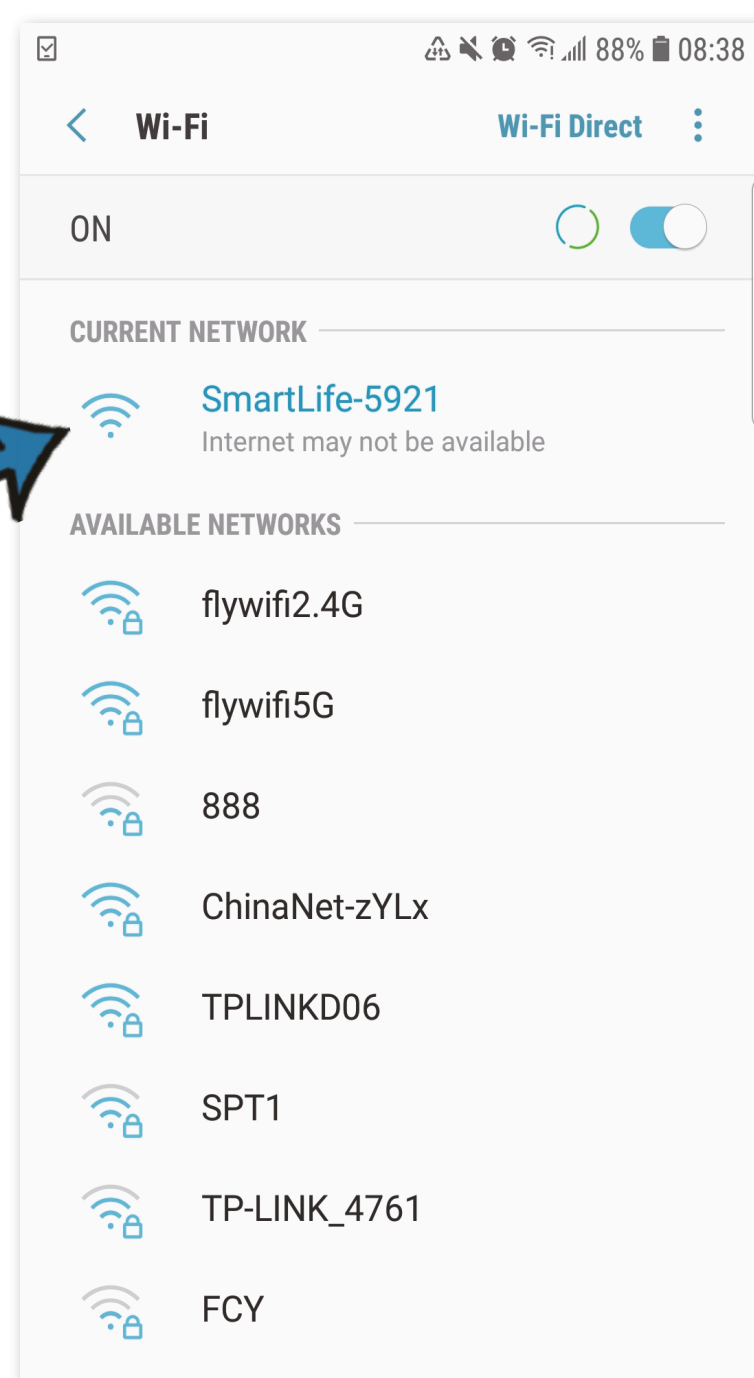 88% 08:38
Wi-Fi Wi-Fi Direct
ON
CURRENT NETWORK
SmartLife-5921
Internet may not be available
AVAILABLE NETWORKS
flywifi2.4G
flywifi5G
888
ChinaNet-zYLx
TPLINKD06
SPT1
TP-LINK_4761
FCY